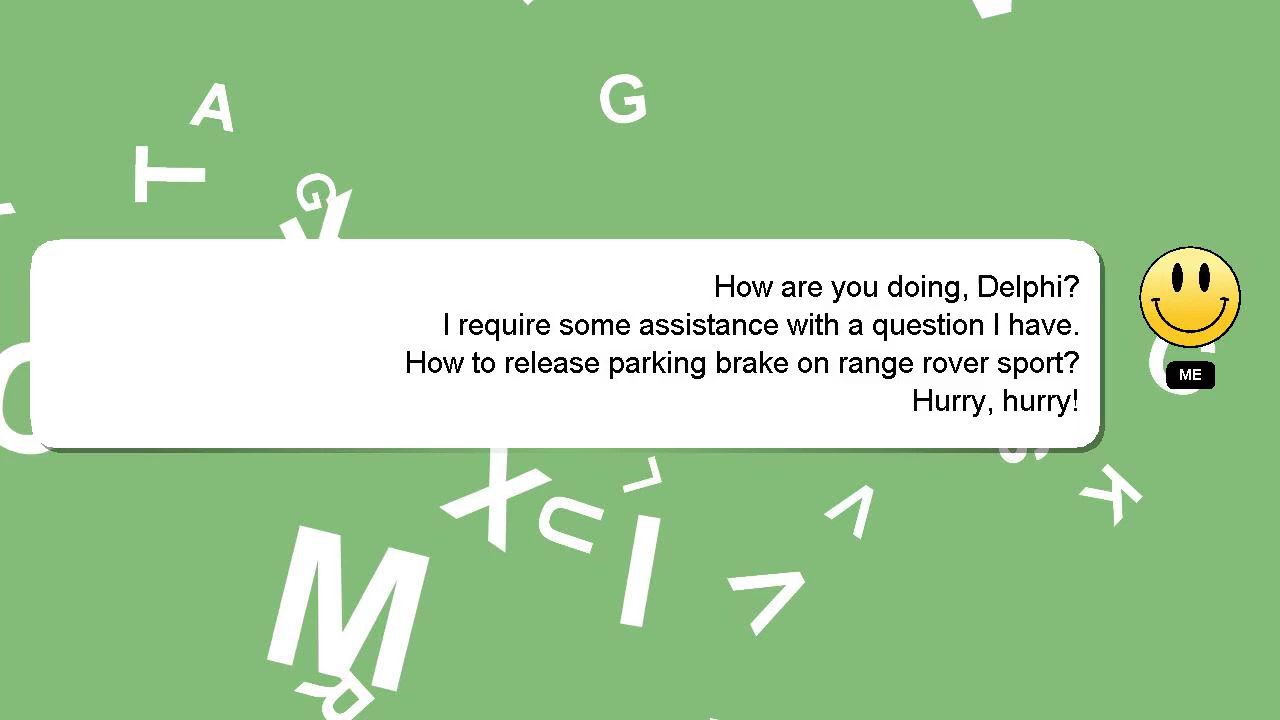 A
G
T
G
How are you doing, Delphi?
I require some assistance with a question I have.
How to release parking brake on range rover sport?
Hurry, hurry!
ME
X
U
L
I
V
V
K
M
R